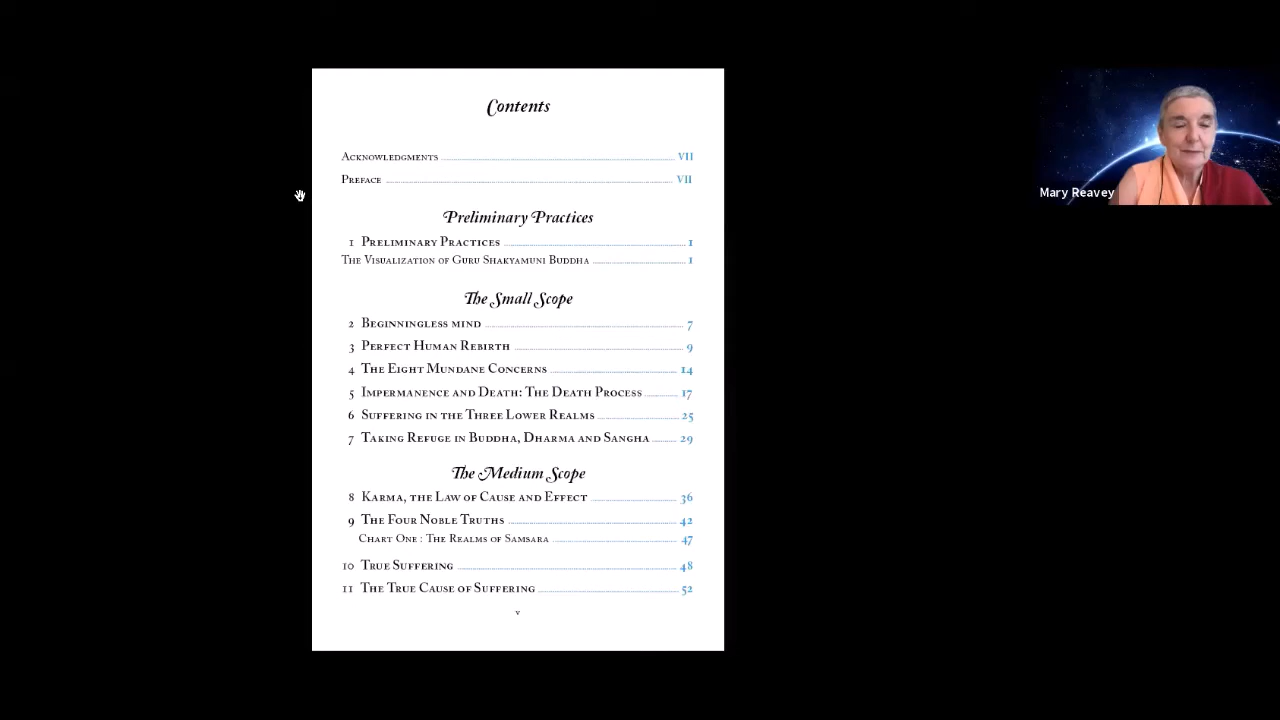 Contents
Acknowledgments VII
Preface VII
Preliminary Practices
1 Preliminary Practices 1
The Visualization of Guru Shakyamuni Buddha 1
The Small Scope
2 Beginningless mind 7
3 Perfect Human Rebirth 9
4 The Eight Mundane Concerns 14
5 Impermanence and Death: The Death Process 17
6 Suffering in the Three Lower Realms 25
7 Taking Refuge in Buddha, Dharma and Sangha 29
The Medium Scope
8 Karma, the Law of Cause and Effect 36
9 The Four Noble Truths 42
Chart One : The Realms of Samsara 47
10 True Suffering 48
11 The True Cause of Suffering 52
v
Mary Reavey